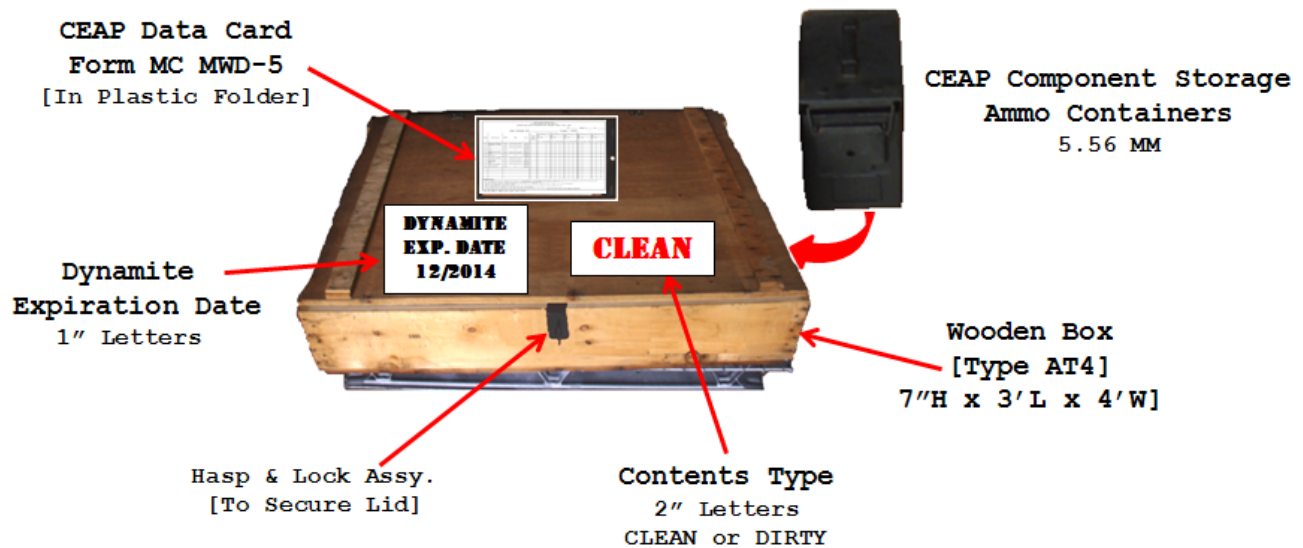 CEAP Data Card
Form MC MWD-5
[In Plastic Folder]
CEAP Component Storage
Ammo Containers
5.56 MM
DYNAMITE
EXP. DATE
12/2014
CLEAN
Dynamite
Expiration Date
1″ Letters
Wooden Box
[Type AT4]
7″H x 3′L x 4′W]
Hasp & Lock Assy.
[To Secure Lid]
Contents Type
2″ Letters
CLEAN or DIRTY